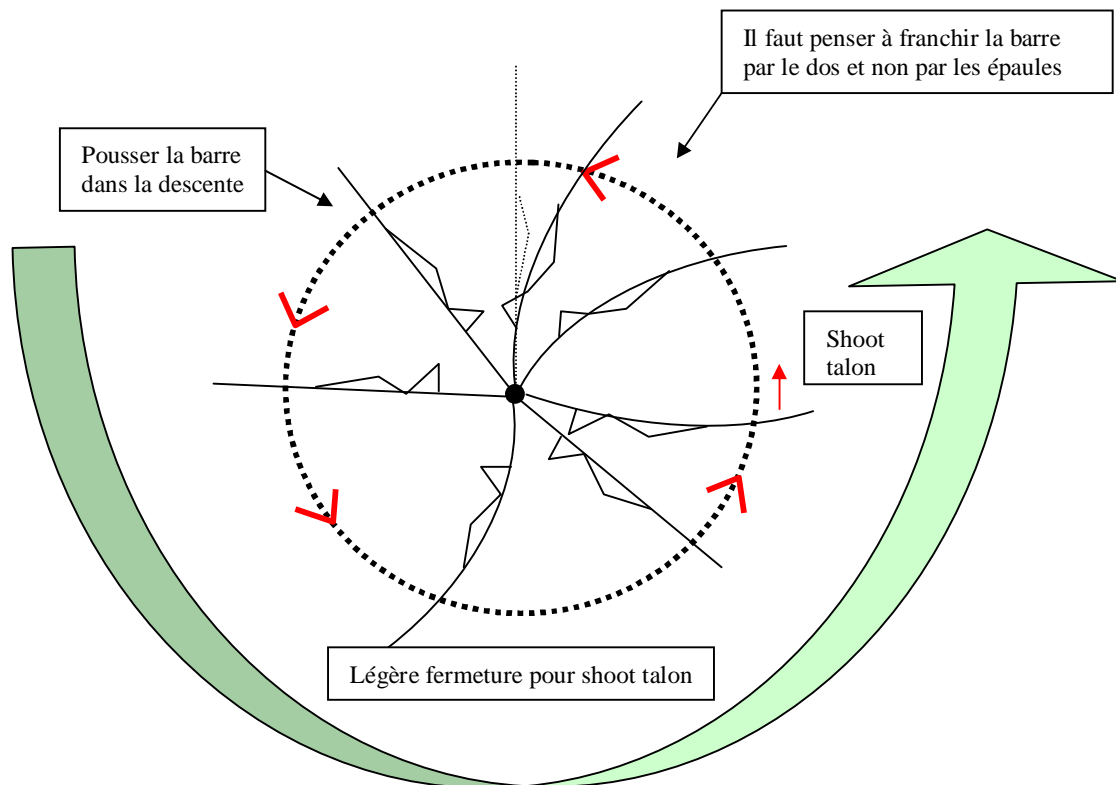 Il faut penser à franchir la barre
par le dos et non par les épaules
Pousser la barre
dans la descente
Shoot
talon
Légère fermeture pour shoot talon